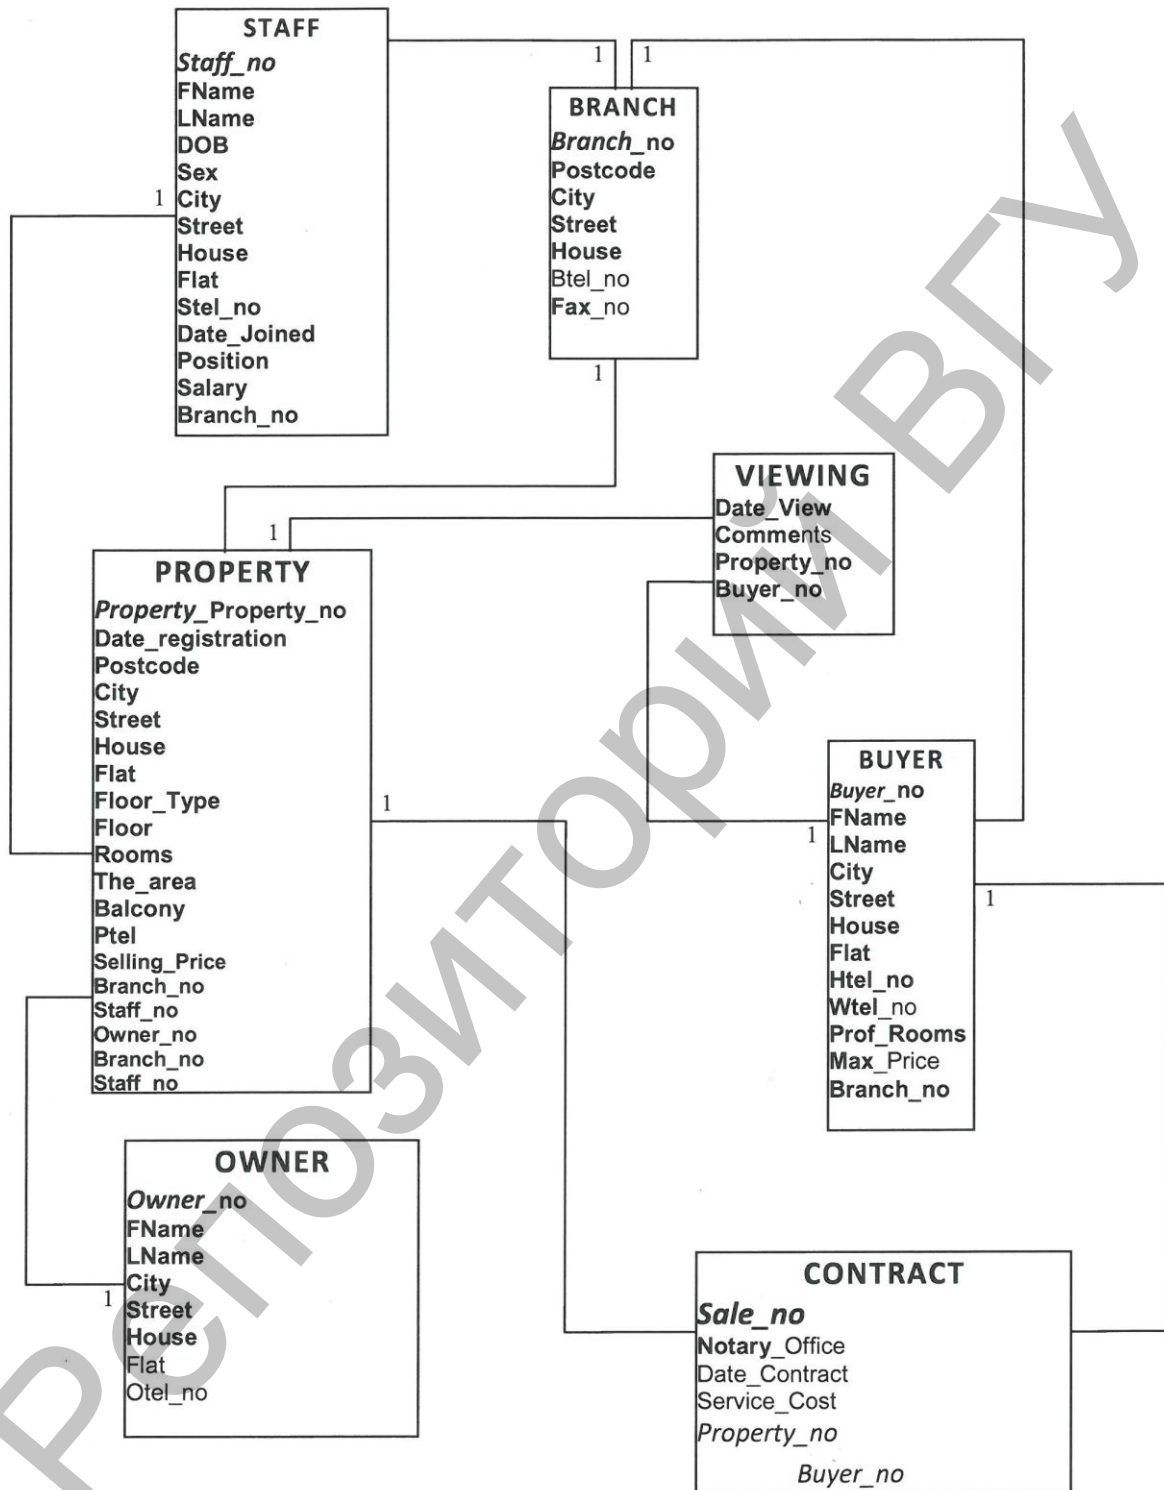 STAFF
Staff_no
FName
LName
DOB
Sex
City
Street
House
Flat
Stel_no
Date_Joined
Position
Salary
Branch_no
1
1
1
BRANCH
Branch_no
Postcode
City
Street
House
Btel_no
Fax_no
1
VIEWING
Date_View
Comments
Property_no
Buyer_no
1
PROPERTY
Property_Property_no
Date_registration
Postcode
City
Street
House
Flat
Floor_Type
Floor
Rooms
The_area
Balcony
Ptel
Selling_Price
Branch_no
Staff_no
Owner_no
Branch_no
Staff_no
1
BUYER
Buyer_no
FName
LName
City
Street
House
Flat
Htel_no
Wtel_no
Prof_Rooms
Max_Price
Branch_no
1
1
OWNER
Owner_no
FName
LName
City
Street
House
Flat
Otel_no
1
CONTRACT
Sale_no
Notary_Office
Date_Contract
Service_Cost
Property_no
Buyer_no
Репозиторий ВГУ